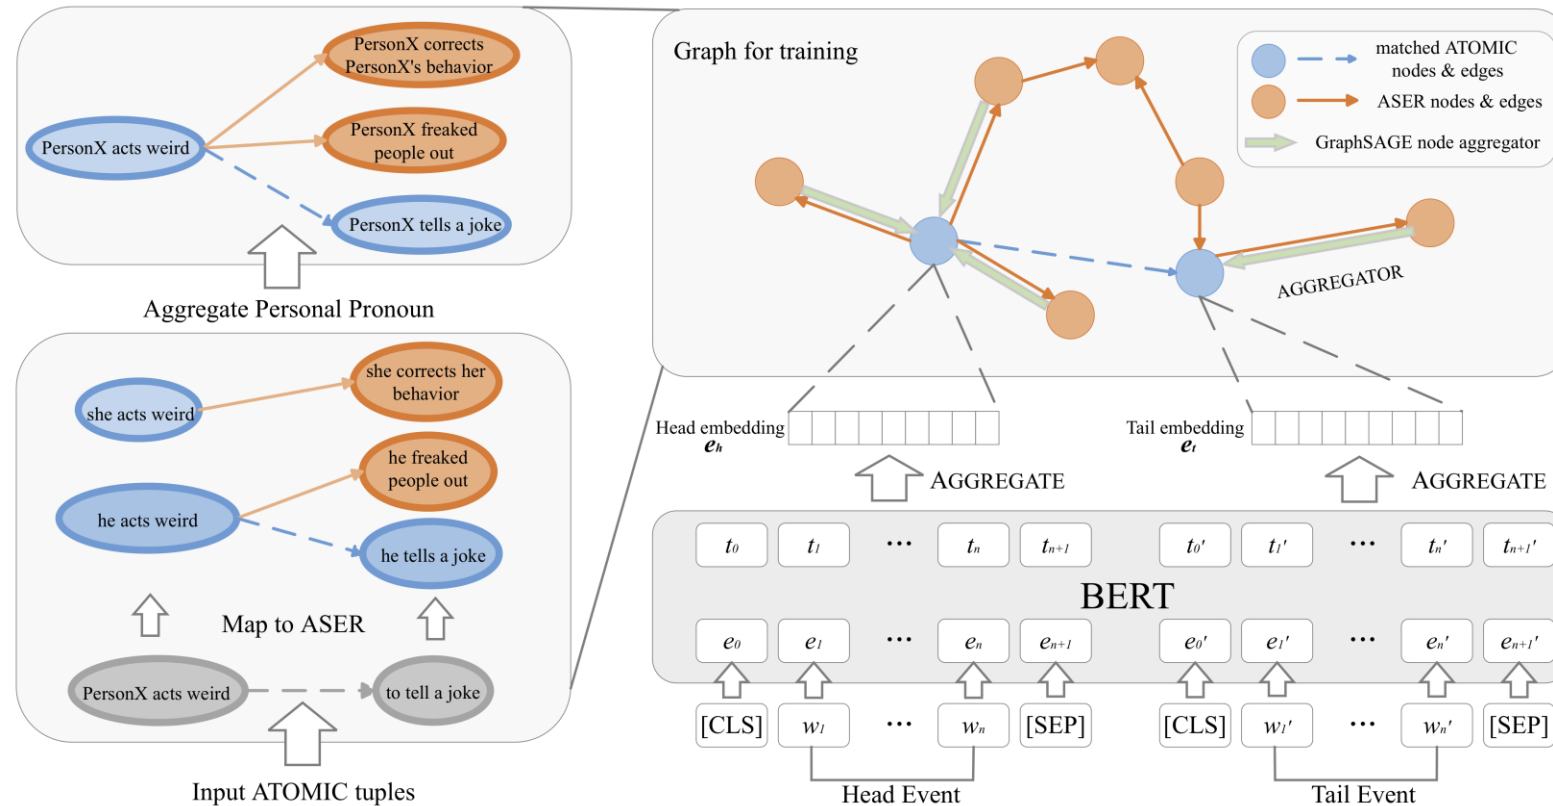 PersonX corrects
PersonX's behavior
PersonX acts weird
PersonX freaked
people out
PersonX tells a joke
Aggregate Personal Pronoun
she corrects her
behavior
she acts weird
he freaked
people out
he acts weird
he tells a joke
Map to ASER
PersonX acts weird
to tell a joke
Input ATOMIC tuples
Graph for training
matched ATOMIC
nodes & edges
ASER nodes & edges
GraphSAGE node aggregator
AGGREGATOR
Head embedding
eₕ
Tail embedding
eₜ
AGGREGATE
AGGREGATE
t₀ t₁ ... tₙ tₙ₊₁ t₀' t₁' ... tₙ' tₙ₊₁'
BERT
e₀ e₁ ... eₙ eₙ₊₁ e₀' e₁' ... eₙ' eₙ₊₁'
[CLS] w₁ ... wₙ [SEP] [CLS] w₁' ... wₙ' [SEP]
Head Event
Tail Event